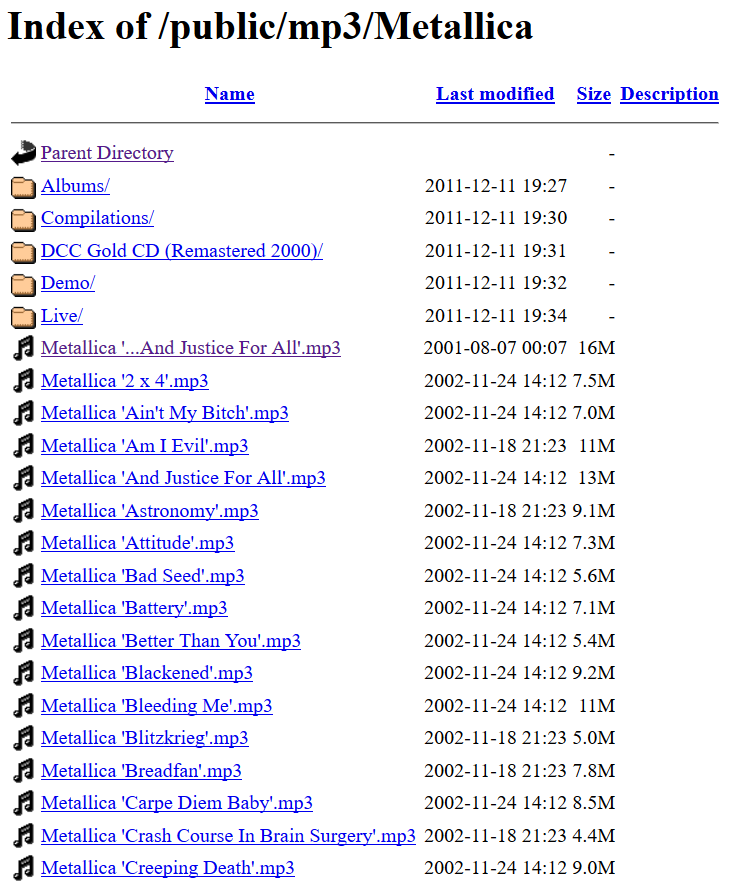 Index of /public/mp3/Metallica
Name Last modified Size Description
Parent Directory -
Albums/ 2011-12-11 19:27 -
Compilations/ 2011-12-11 19:30 -
DCC Gold CD (Remastered 2000)/ 2011-12-11 19:31 -
Demo/ 2011-12-11 19:32 -
Live/ 2011-12-11 19:34 -
Metallica '...And Justice For All'.mp3 2001-08-07 00:07 16M
Metallica '2 x 4'.mp3 2002-11-24 14:12 7.5M
Metallica 'Ain't My Bitch'.mp3 2002-11-24 14:12 7.0M
Metallica 'Am I Evil'.mp3 2002-11-18 21:23 11M
Metallica 'And Justice For All'.mp3 2002-11-24 14:12 13M
Metallica 'Astronomy'.mp3 2002-11-18 21:23 9.1M
Metallica 'Attitude'.mp3 2002-11-24 14:12 7.3M
Metallica 'Bad Seed'.mp3 2002-11-24 14:12 5.6M
Metallica 'Battery'.mp3 2002-11-24 14:12 7.1M
Metallica 'Better Than You'.mp3 2002-11-24 14:12 5.4M
Metallica 'Blackened'.mp3 2002-11-24 14:12 9.2M
Metallica 'Bleeding Me'.mp3 2002-11-24 14:12 11M
Metallica 'Blitzkrieg'.mp3 2002-11-18 21:23 5.0M
Metallica 'Breadfan'.mp3 2002-11-18 21:23 7.8M
Metallica 'Carpe Diem Baby'.mp3 2002-11-24 14:12 8.5M
Metallica 'Crash Course In Brain Surgery'.mp3 2002-11-18 21:23 4.4M
Metallica 'Creeping Death'.mp3 2002-11-24 14:12 9.0M